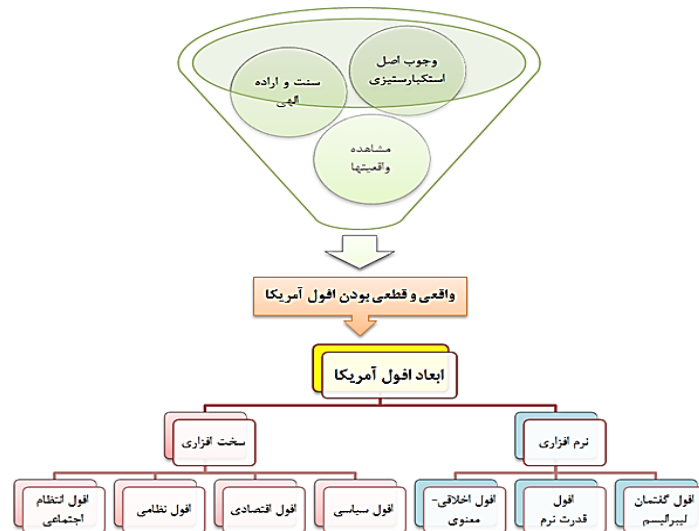 وجوب اصل
استکبارستیزی
سنت و اراده
الهی
مشاهده
واقعیتها
واقعی و قطعی بودن افول آمریکا
ابعاد افول آمریکا
نرم افزاری
سخت افزاری
افول گفتمان
لیبرالیسم
افول
قدرت نرم
افول اخلاقی-
معنوی
افول سیاسی
افول اقتصادی
افول نظامی
افول انتظام
اجتماعی